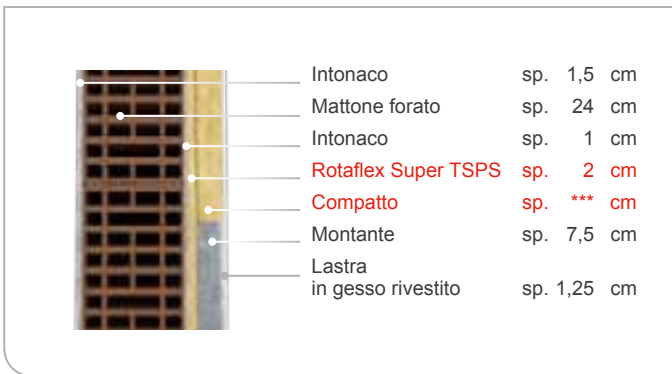 Intonaco sp. 1,5 cm
Mattone forato sp. 24 cm
Intonaco sp. 1 cm
Rotaflex Super TSPS sp. 2 cm
Compatto sp. *** cm
Montante sp. 7,5 cm
Lastra
in gesso rivestito sp. 1,25 cm